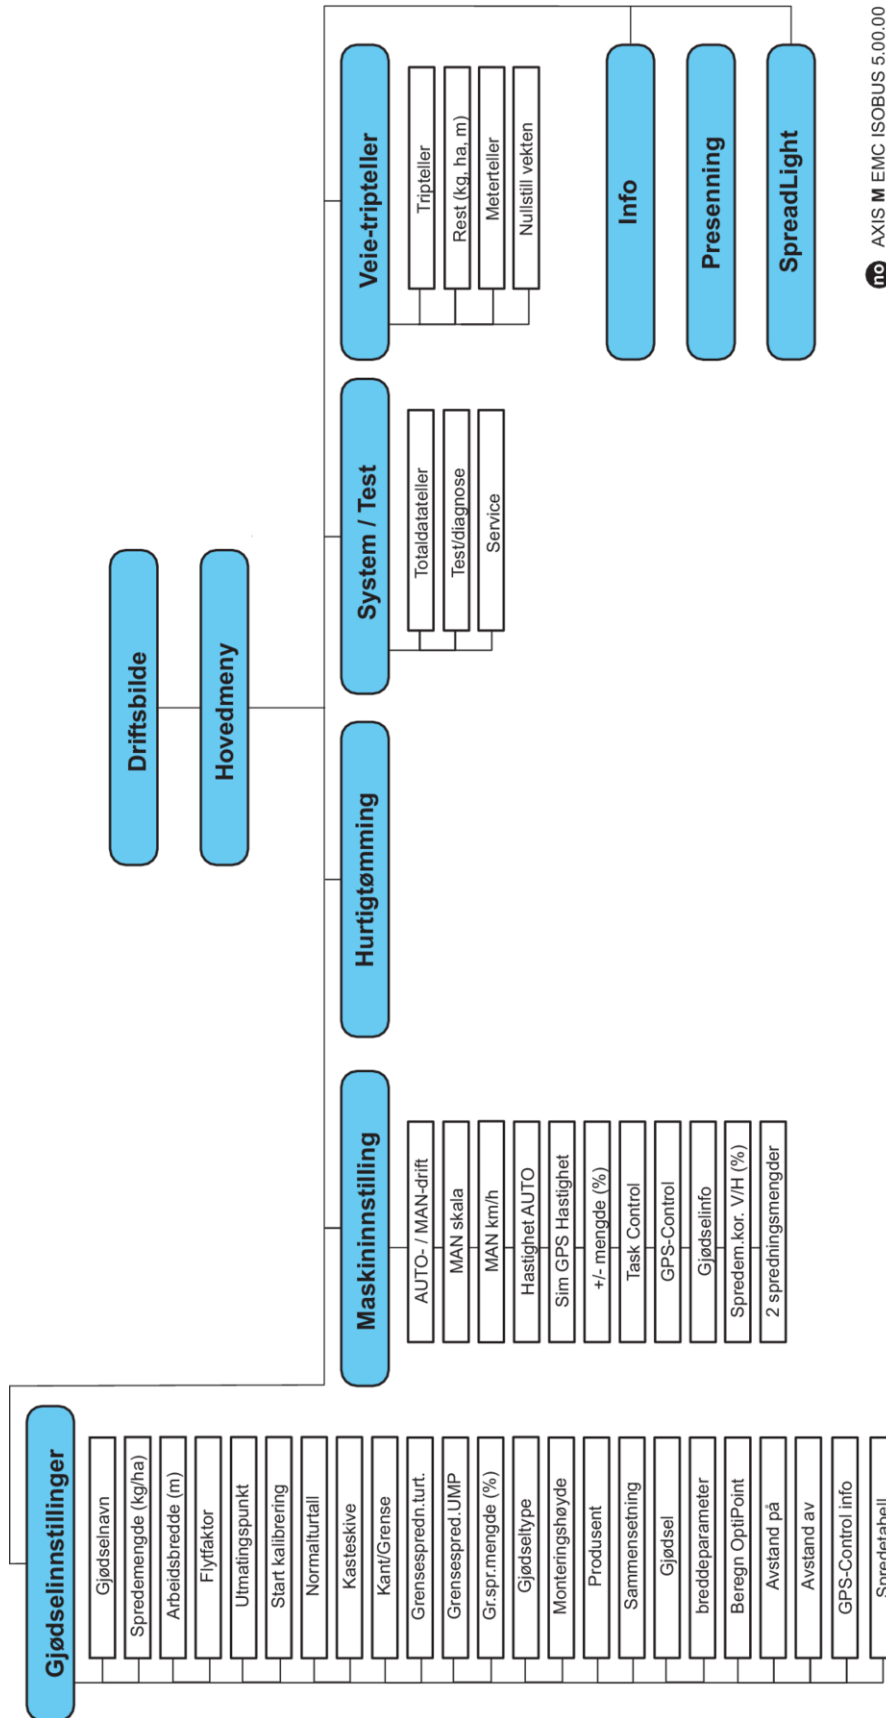 Driftsbilde
Hovedmeny
Gjødselinnstillinger
Gjødselnavn
Spredemengde (kg/ha)
Arbeidsbredde (m)
Flytfaktor
Utmatingspunkt
Start kalibrering
Normalturtall
Kasteskive
Kant/Grense
Grensespredn.turt.
Grensespred.UMP
Gr.spr.mengde (%)
Gjødseltype
Monteringshøyde
Produsent
Sammensetning
Gjødsel
breddeparameter
Beregn OptiPoint
Avstand på
Avstand av
GPS-Control info
Spredetabell
Maskininnstilling
AUTO- / MAN-drift
MAN skala
MAN km/h
Hastighet AUTO
Sim GPS Hastighet
+/- mengde (%)
Task Control
GPS-Control
Gjødselinfo
Spredem.kor. V/H (%)
2 spredningsmengder
Hurtigtømming
System / Test
Totaldatateller
Test/diagnose
Service
Veie-tripteller
Tripteller
Rest (kg, ha, m)
Meterteller
Nullstill vekten
Info
Presenning
SpreadLight
no AXIS M EMC ISOBUS 5.00.00